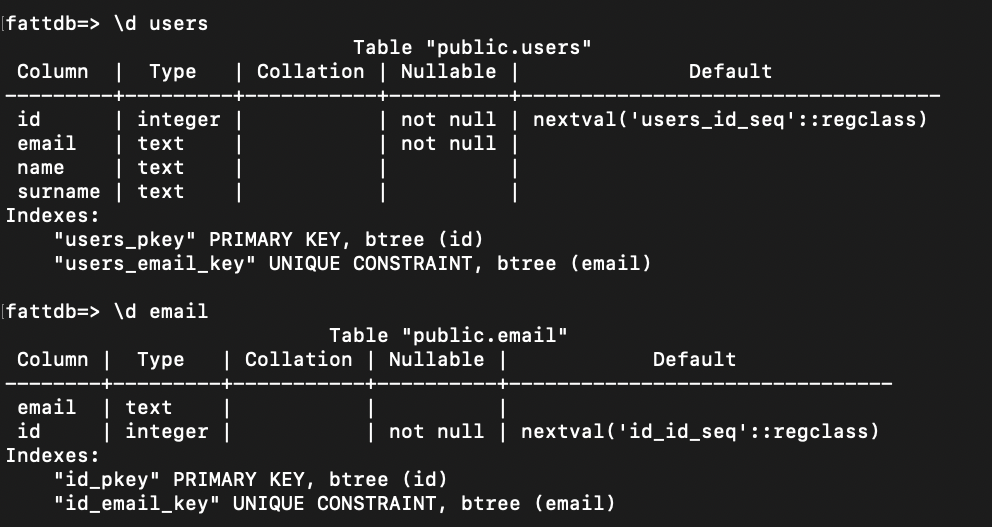 fattdb=> \d users
                             Table "public.users"
 Column  |  Type   | Collation | Nullable |              Default
---------+---------+-----------+----------+-----------------------------------
 id      | integer |           | not null | nextval('users_id_seq'::regclass)
 email   | text    |           | not null |
 name    | text    |           |          |
 surname | text    |           |          |
Indexes:
    "users_pkey" PRIMARY KEY, btree (id)
    "users_email_key" UNIQUE CONSTRAINT, btree (email)

fattdb=> \d email
                           Table "public.email"
 Column |  Type   | Collation | Nullable |            Default
--------+---------+-----------+----------+--------------------------------
 email  | text    |           |          |
 id     | integer |           | not null | nextval('id_id_seq'::regclass)
Indexes:
    "id_pkey" PRIMARY KEY, btree (id)
    "id_email_key" UNIQUE CONSTRAINT, btree (email)